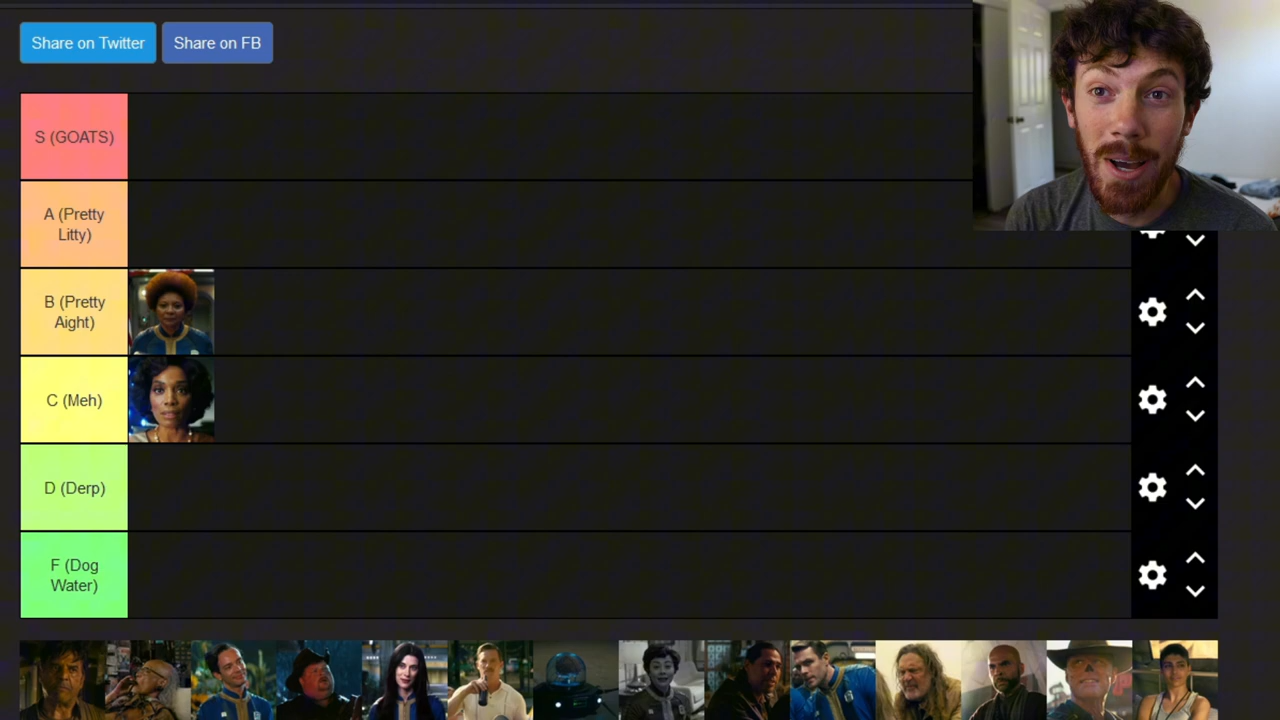 Share on Twitter
Share on FB
S (GOATS)
A (Pretty
Litty)
B (Pretty
Aight)
C (Meh)
D (Derp)
F (Dog
Water)